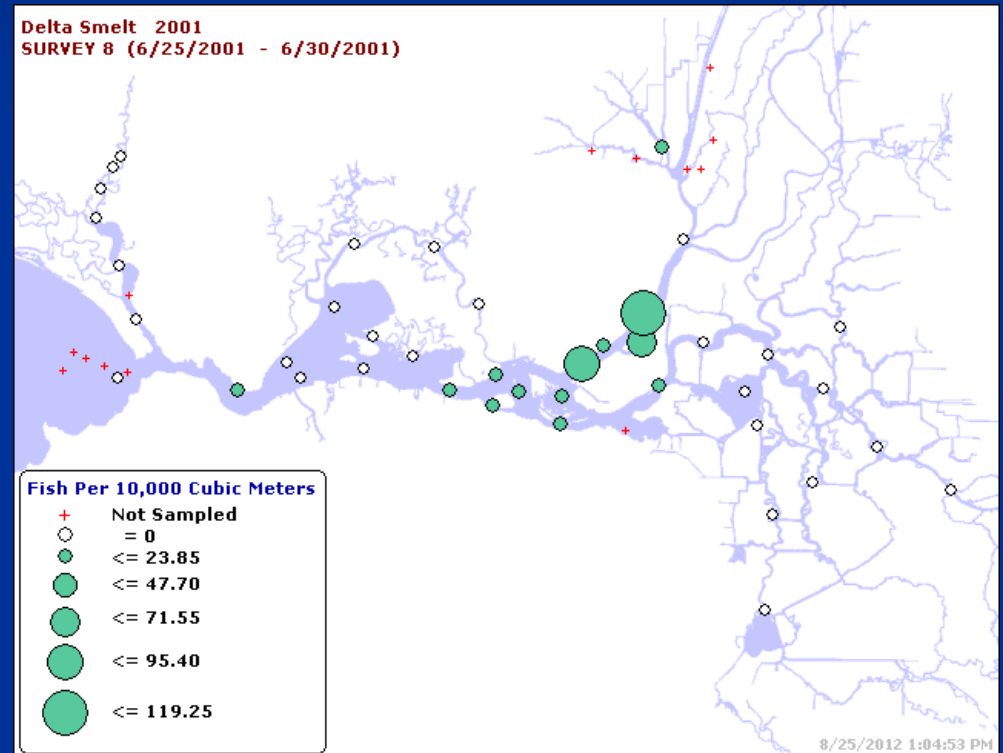 Delta Smelt 2001
SURVEY 8 (6/25/2001 - 6/30/2001)
Fish Per 10,000 Cubic Meters
Not Sampled
= 0
<= 23.85
<= 47.70
<= 71.55
<= 95.40
<= 119.25
8/25/2012 1:04:53 PM